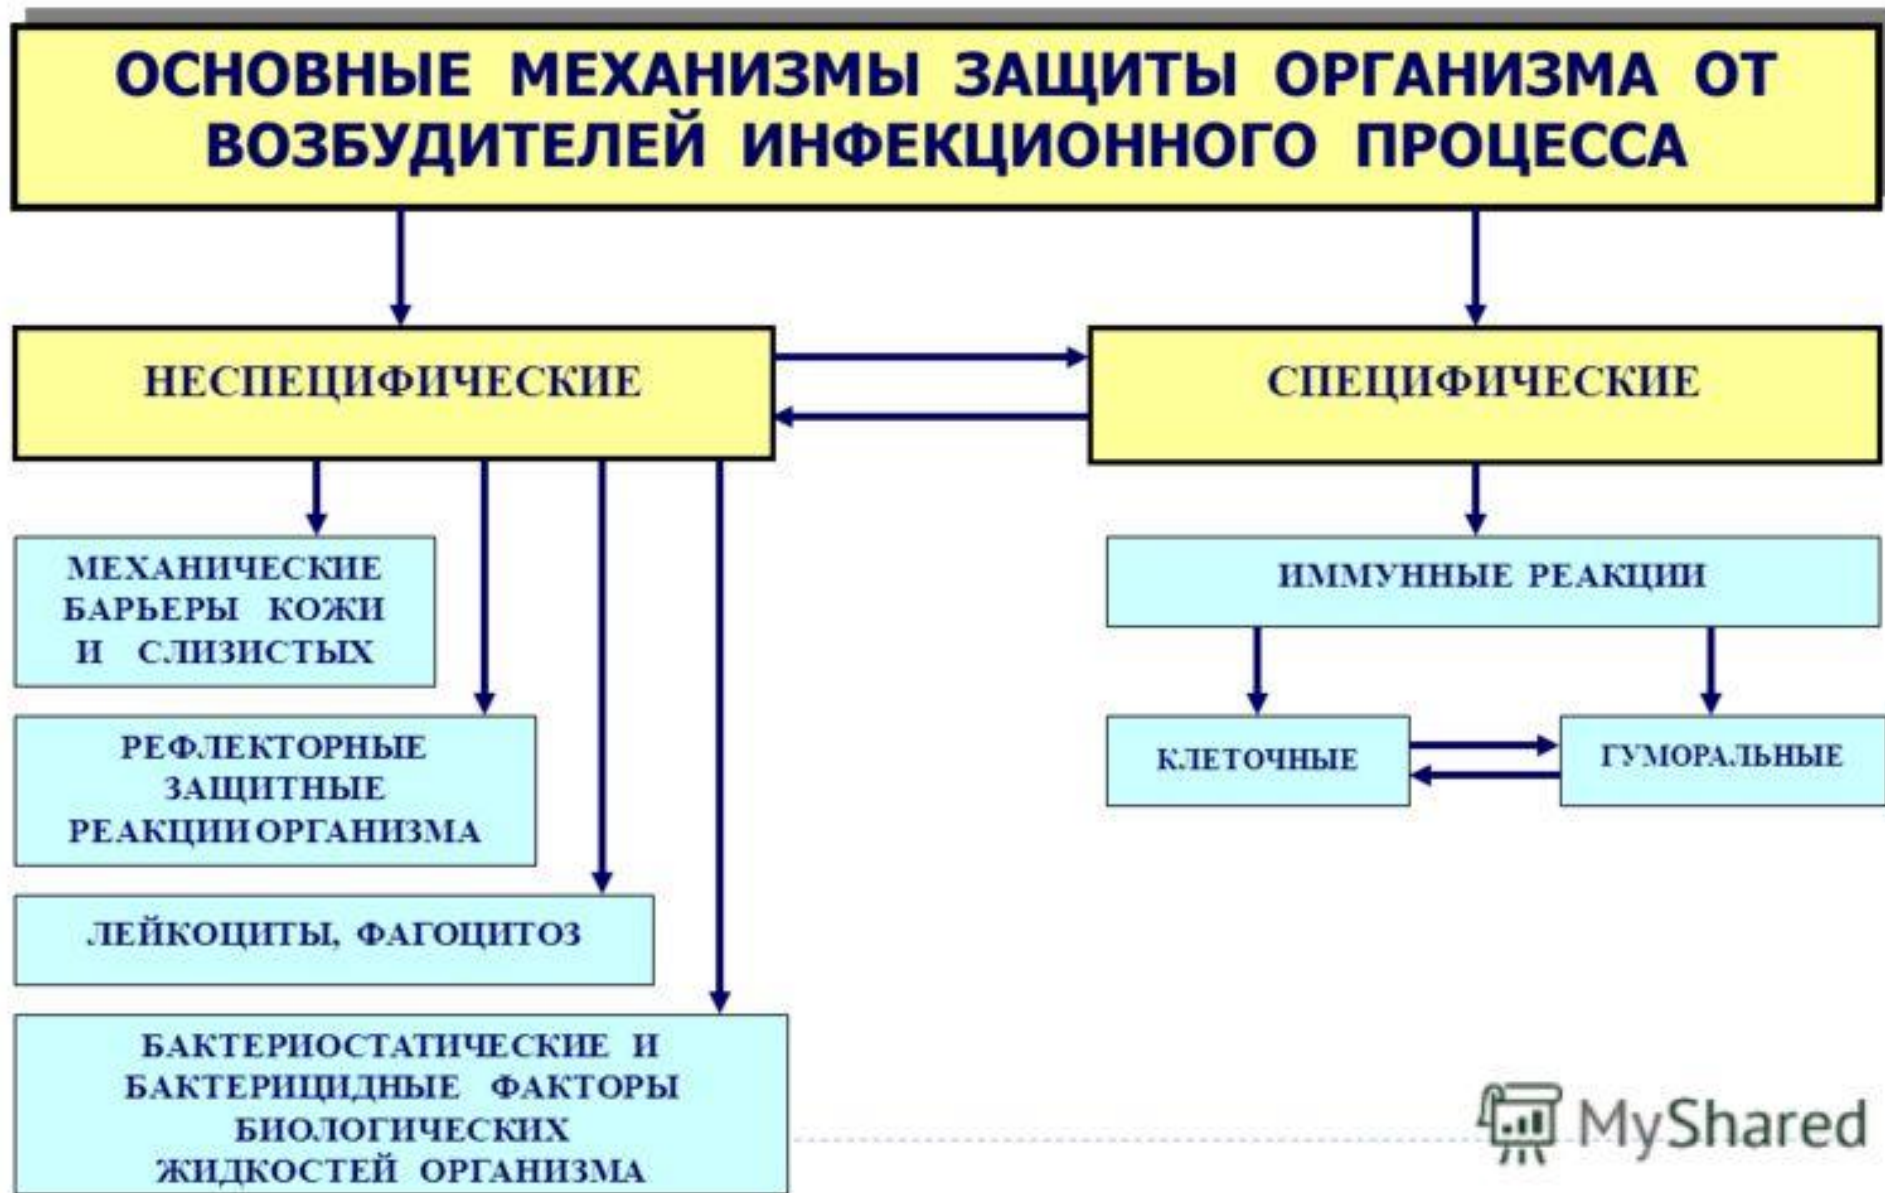 ОСНОВНЫЕ МЕХАНИЗМЫ ЗАЩИТЫ ОРГАНИЗМА ОТ
ВОЗБУДИТЕЛЕЙ ИНФЕКЦИОННОГО ПРОЦЕССА
НЕСПЕЦИФИЧЕСКИЕ
СПЕЦИФИЧЕСКИЕ
МЕХАНИЧЕСКИЕ
БАРЬЕРЫ КОЖИ
И СЛИЗИСТЫХ
РЕФЛЕКТОРНЫЕ
ЗАЩИТНЫЕ
РЕАКЦИИ ОРГАНИЗМА
ЛЕЙКОЦИТЫ, ФАГОЦИТОЗ
БАКТЕРИОСТАТИЧЕСКИЕ И
БАКТЕРИЦИДНЫЕ ФАКТОРЫ
БИОЛОГИЧЕСКИХ
ЖИДКОСТЕЙ ОРГАНИЗМА
ИММУННЫЕ РЕАКЦИИ
КЛЕТОЧНЫЕ
ГУМОРАЛЬНЫЕ
MyShared